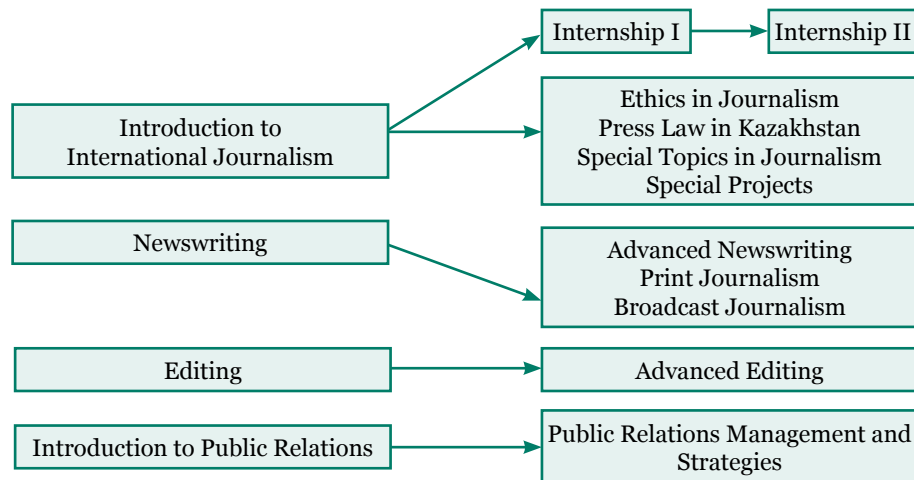 Internship I
Internship II
Introduction to
International Journalism
Ethics in Journalism
Press Law in Kazakhstan
Special Topics in Journalism
Special Projects
Newswriting
Advanced Newswriting
Print Journalism
Broadcast Journalism
Editing
Advanced Editing
Introduction to Public Relations
Public Relations Management and
Strategies